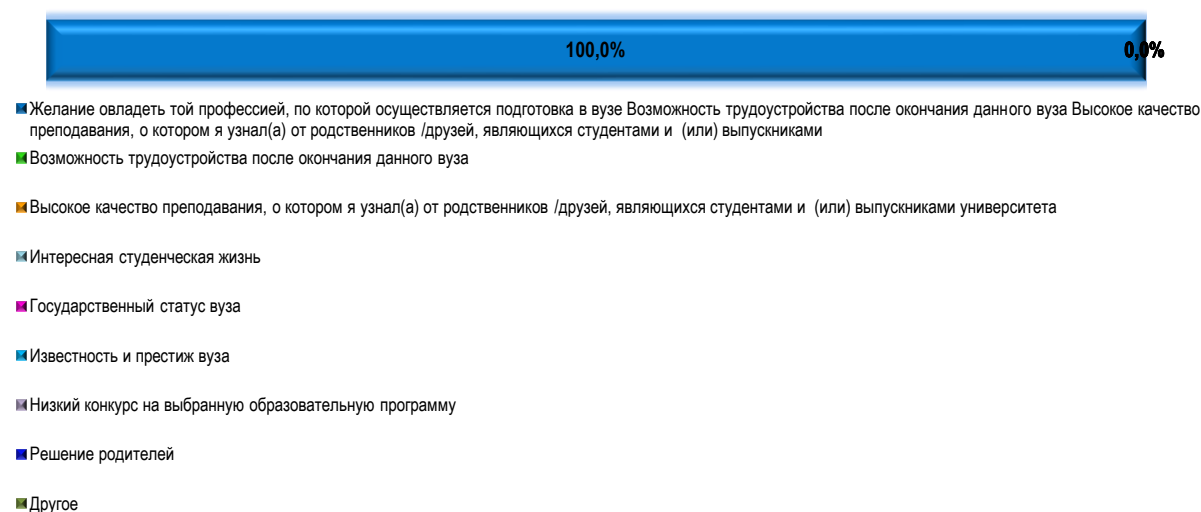 100,0% 0,0%
Желание овладеть той профессией, по которой осуществляется подготовка в вузе Возможность трудоустройства после окончания данного вуза Высокое качество
преподавания, о котором я узнал(а) от родственников /друзей, являющихся студентами и (или) выпускниками
Возможность трудоустройства после окончания данного вуза
Высокое качество преподавания, о котором я узнал(а) от родственников /друзей, являющихся студентами и (или) выпускниками университета
Интересная студенческая жизнь
Государственный статус вуза
Известность и престиж вуза
Низкий конкурс на выбранную образовательную программу
Решение родителей
Другое